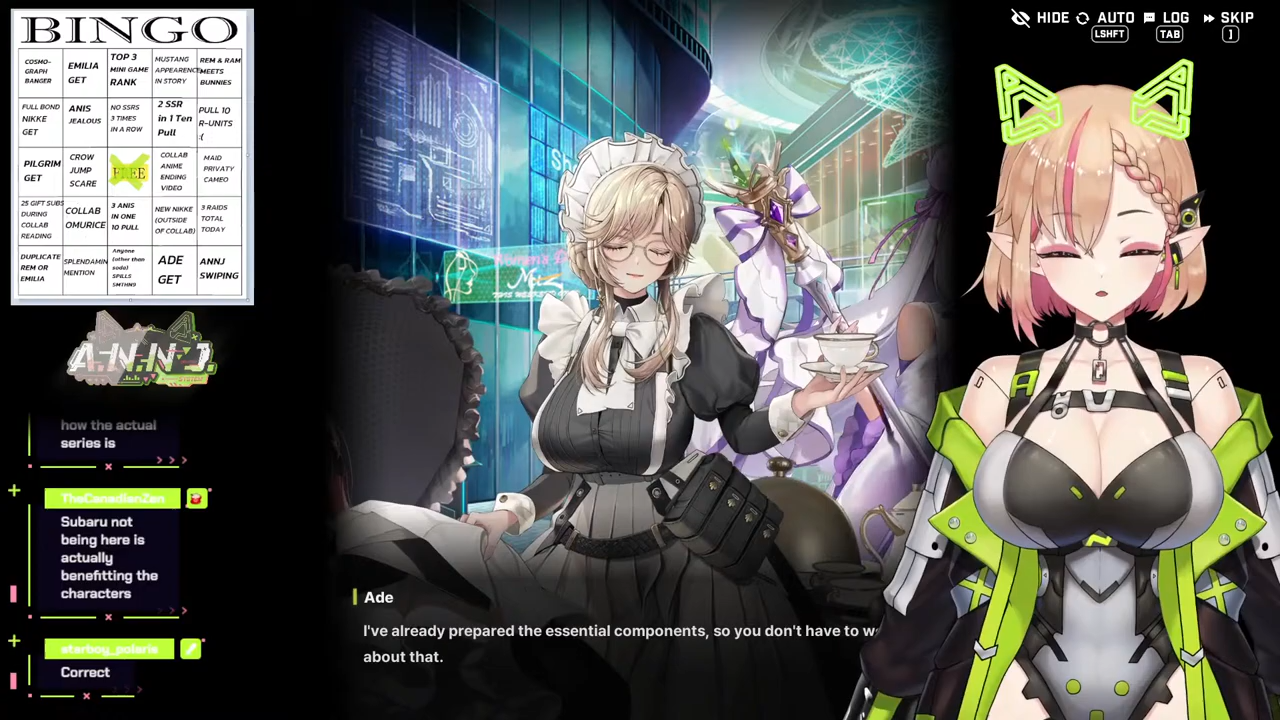 BINGO
COSMO-
GRAPH
BANGER
EMILIA
GET
TOP 3
MINI GAME
RANK
MUSTANG
APPEARENCE
IN STORY
REM & RAM
MEETS
BUNNIES
FULL BOND
NIKKE
GET
ANIS
JEALOUS
NO SSRS
3 TIMES
IN A ROW
2 SSR
in 1 Ten
Pull
PULL 10
R-UNITS
:(
PILGRIM
GET
CROW
JUMP
SCARE
FREE
COLLAB
ANIME
ENDING
VIDEO
MAID
PRIVATY
CAMEO
25 GIFT SUBS
DURING
COLLAB
READING
COLLAB
OMURICE
3 ANIS
IN ONE
10 PULL
NEW NIKKE
(OUTSIDE
OF COLLAB)
3 RAIDS
TOTAL
TODAY
DUPLICATE
REM OR
EMILIA
SPLENDAMIN
MENTION
Anyone
(other than
soda)
SPILLS
SMTHN9
ADE
GET
ANNJ
SWIPING
A.N.N.J.
how the actual
series is
TheCanadianZen
Subaru not
being here is
actually
benefitting the
characters
starboy_polaris
Correct
HIDE
AUTO
LOG
SKIP
LSHFT
TAB
]
Ade
I've already prepared the essential components, so you don't have to w
about that.